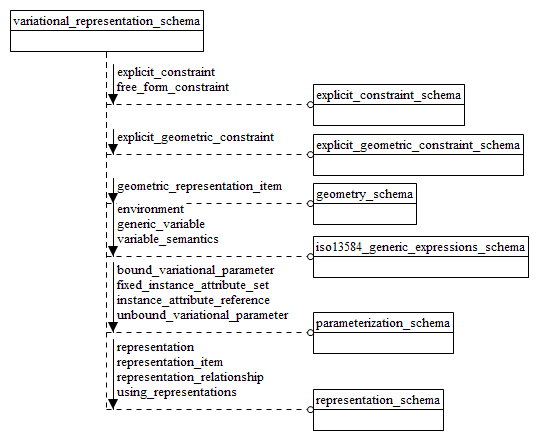 variational_representation_schema
explicit_constraint
free_form_constraint
explicit_constraint_schema
explicit_geometric_constraint
explicit_geometric_constraint_schema
geometric_representation_item
geometry_schema
environment
generic_variable
variable_semantics
iso13584_generic_expressions_schema
bound_variational_parameter
fixed_instance_attribute_set
instance_attribute_reference
unbound_variational_parameter
parameterization_schema
representation
representation_item
representation_relationship
using_representations
representation_schema